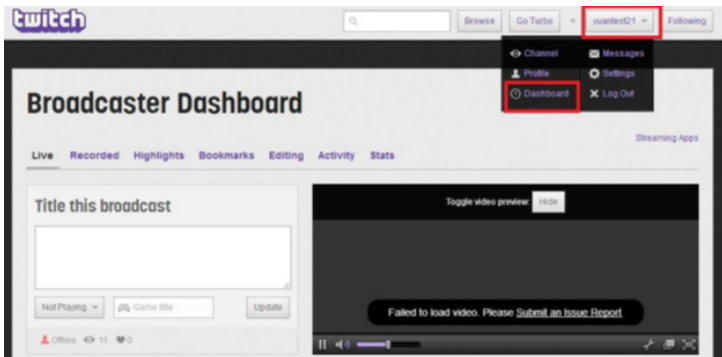 twitch
Browse Go Turbo yuantest21 Following
Channel Messages
Profile Settings
Dashboard Log Out
Broadcaster Dashboard
Streaming Apps
Live Recorded Highlights Bookmarks Editing Activity Stats
Title this broadcast
Toggle video preview: Hide
Not Playing Game title Update
Failed to load video. Please Submit an Issue Report
Offline 11 0